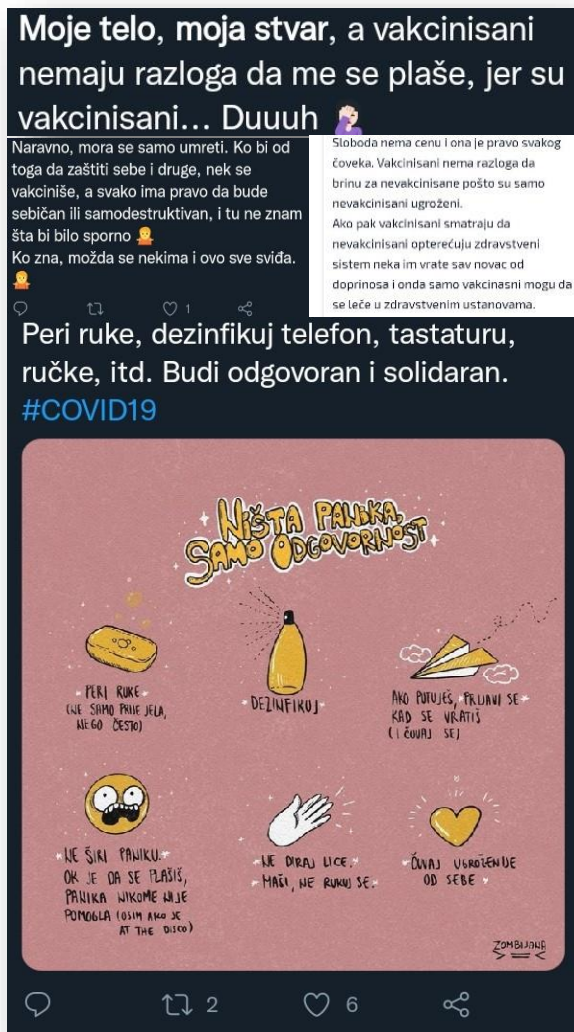 Moje telo, moja stvar, a vakcinisani
nemaju razloga da me se plaše, jer su
vakcinisani... Duuuh 🤦🏻‍♀️
Naravno, mora se samo umreti. Ko bi od
toga da zaštiti sebe i druge, nek se
vakciniše, a svako ima pravo da bude
sebičan ili samodestruktivan, i tu ne znam
šta bi bilo sporno 🤷
Ko zna, možda se nekima i ovo sve sviđa.
🤷
1
Sloboda nema cenu i ona je pravo svakog
čoveka. Vakcinisani nema razloga da
brinu za nevakcinisane pošto su samo
nevakcinisani ugroženi.
Ako pak vakcinisani smatraju da
nevakcinisani opterećuju zdravstveni
sistem neka im vrate sav novac od
doprinosa i onda samo vakcinasni mogu da
se leče u zdravstvenim ustanovama.
Peri ruke, dezinfikuj telefon, tastaturu,
ručke, itd. Budi odgovoran i solidaran.
#COVID19
NIŠTA PANIKA,
SAMO ODGOVORNOST
PERI RUKE
(NE SAMO PRIJE JELA,
NEGO ČESTO)
DEZINFIKUJ
AKO PUTUJEŠ, PRIJAVI SE
KAD SE VRATIŠ
(I ČUVAJ SE)
NE ŠIRI PANIKU.
OK JE DA SE PLAŠIŠ,
PANIKA NIKOME NIJE
POMOGLA (OSIM AKO JE
AT THE DISCO)
NE DIRAJ LICE.
MAŠI, NE RUKUJ SE.
ČUVAJ UGROŽENIJE
OD SEBE
ZOMBIJANA
2
6